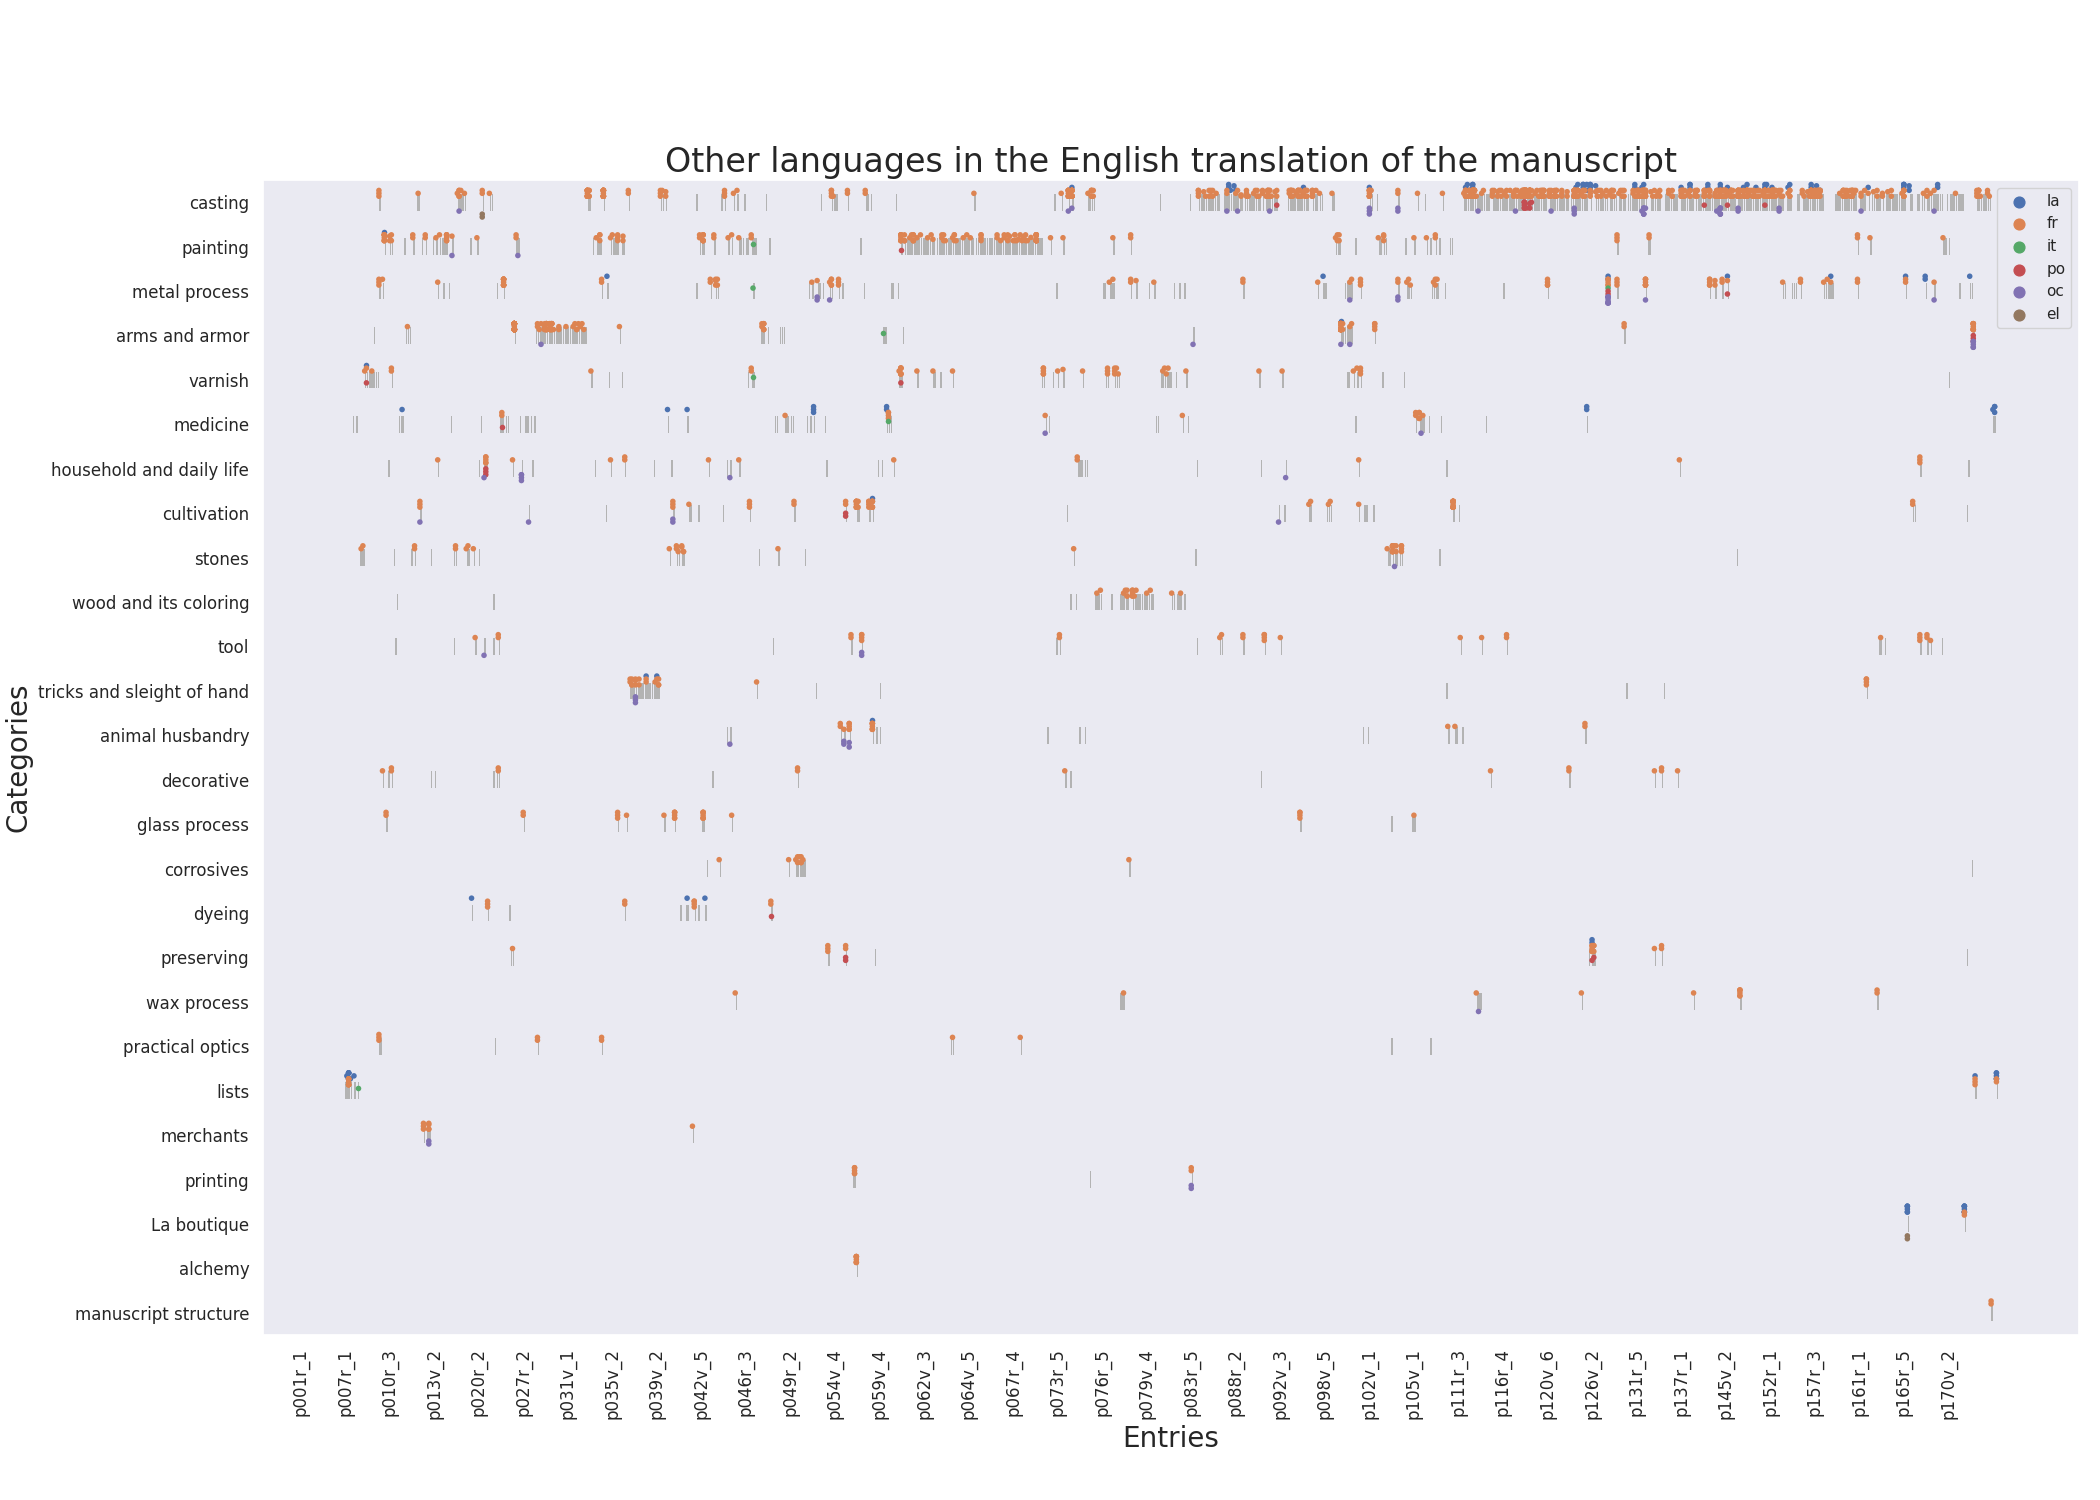 Other languages in the English translation of the manuscript
Categories
casting
painting
metal process
arms and armor
varnish
medicine
household and daily life
cultivation
stones
wood and its coloring
tool
tricks and sleight of hand
animal husbandry
decorative
glass process
corrosives
dyeing
preserving
wax process
practical optics
lists
merchants
printing
La boutique
alchemy
manuscript structure
la
fr
it
po
oc
el
p001r_1
p007r_1
p010r_3
p013v_2
p020r_2
p027r_2
p031v_1
p035v_2
p039v_2
p042v_5
p046r_3
p049r_2
p054v_4
p059v_4
p062v_3
p064v_5
p067r_4
p073r_5
p076r_5
p079v_4
p083r_5
p088r_2
p092v_3
p098v_5
p102v_1
p105v_1
p111r_3
p116r_4
p120v_6
p126v_2
p131r_5
p137r_1
p145v_2
p152r_1
p157r_3
p161r_1
p165r_5
p170v_2
Entries